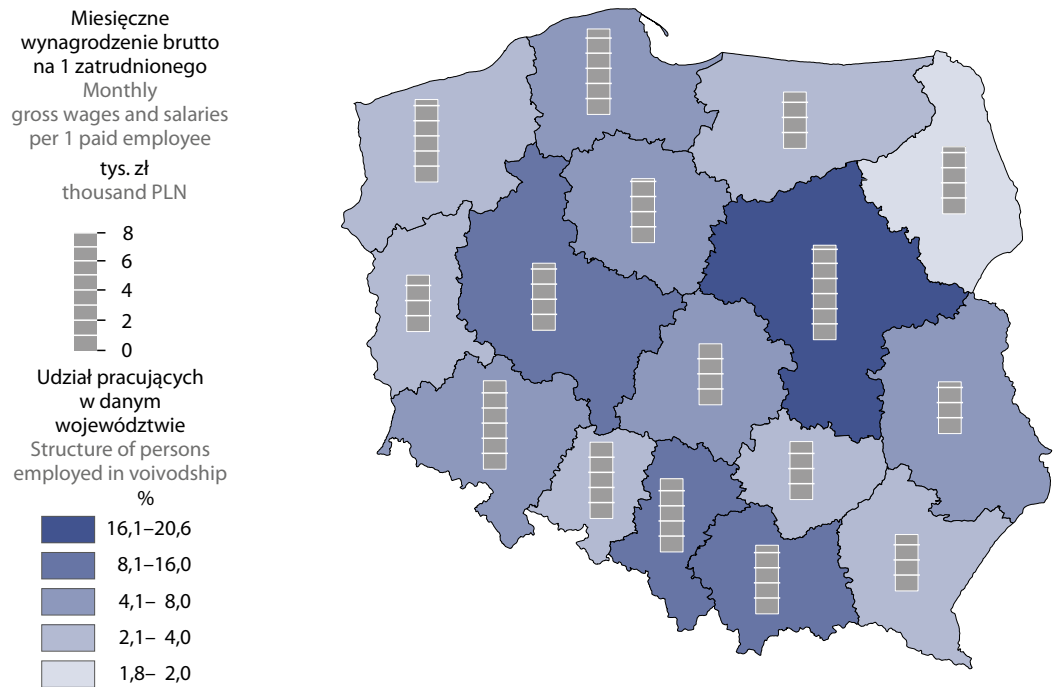 Miesięczne
wynagrodzenie brutto
na 1 zatrudnionego
Monthly
gross wages and salaries
per 1 paid employee
tys. zł
thousand PLN
8
6
4
2
0
Udział pracujących
w danym
województwie
Structure of persons
employed in voivodship
%
16,1–20,6
8,1–16,0
4,1– 8,0
2,1– 4,0
1,8– 2,0